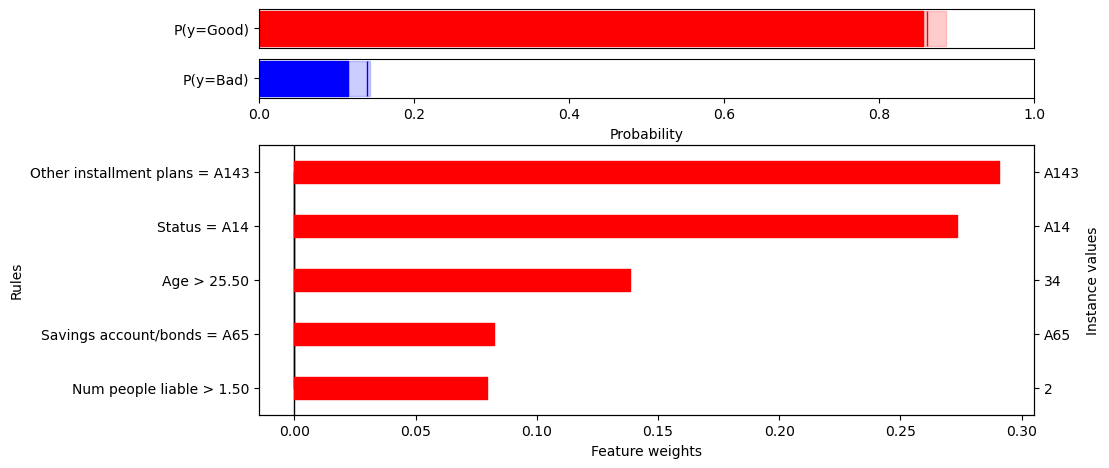 P(y=Good)
P(y=Bad)
0.0 0.2 0.4 0.6 0.8 1.0
Probability
Other installment plans = A143 A143
Status = A14 A14
Age > 25.50 34
Savings account/bonds = A65 A65
Num people liable > 1.50 2
Rules
Instance values
0.00 0.05 0.10 0.15 0.20 0.25 0.30
Feature weights